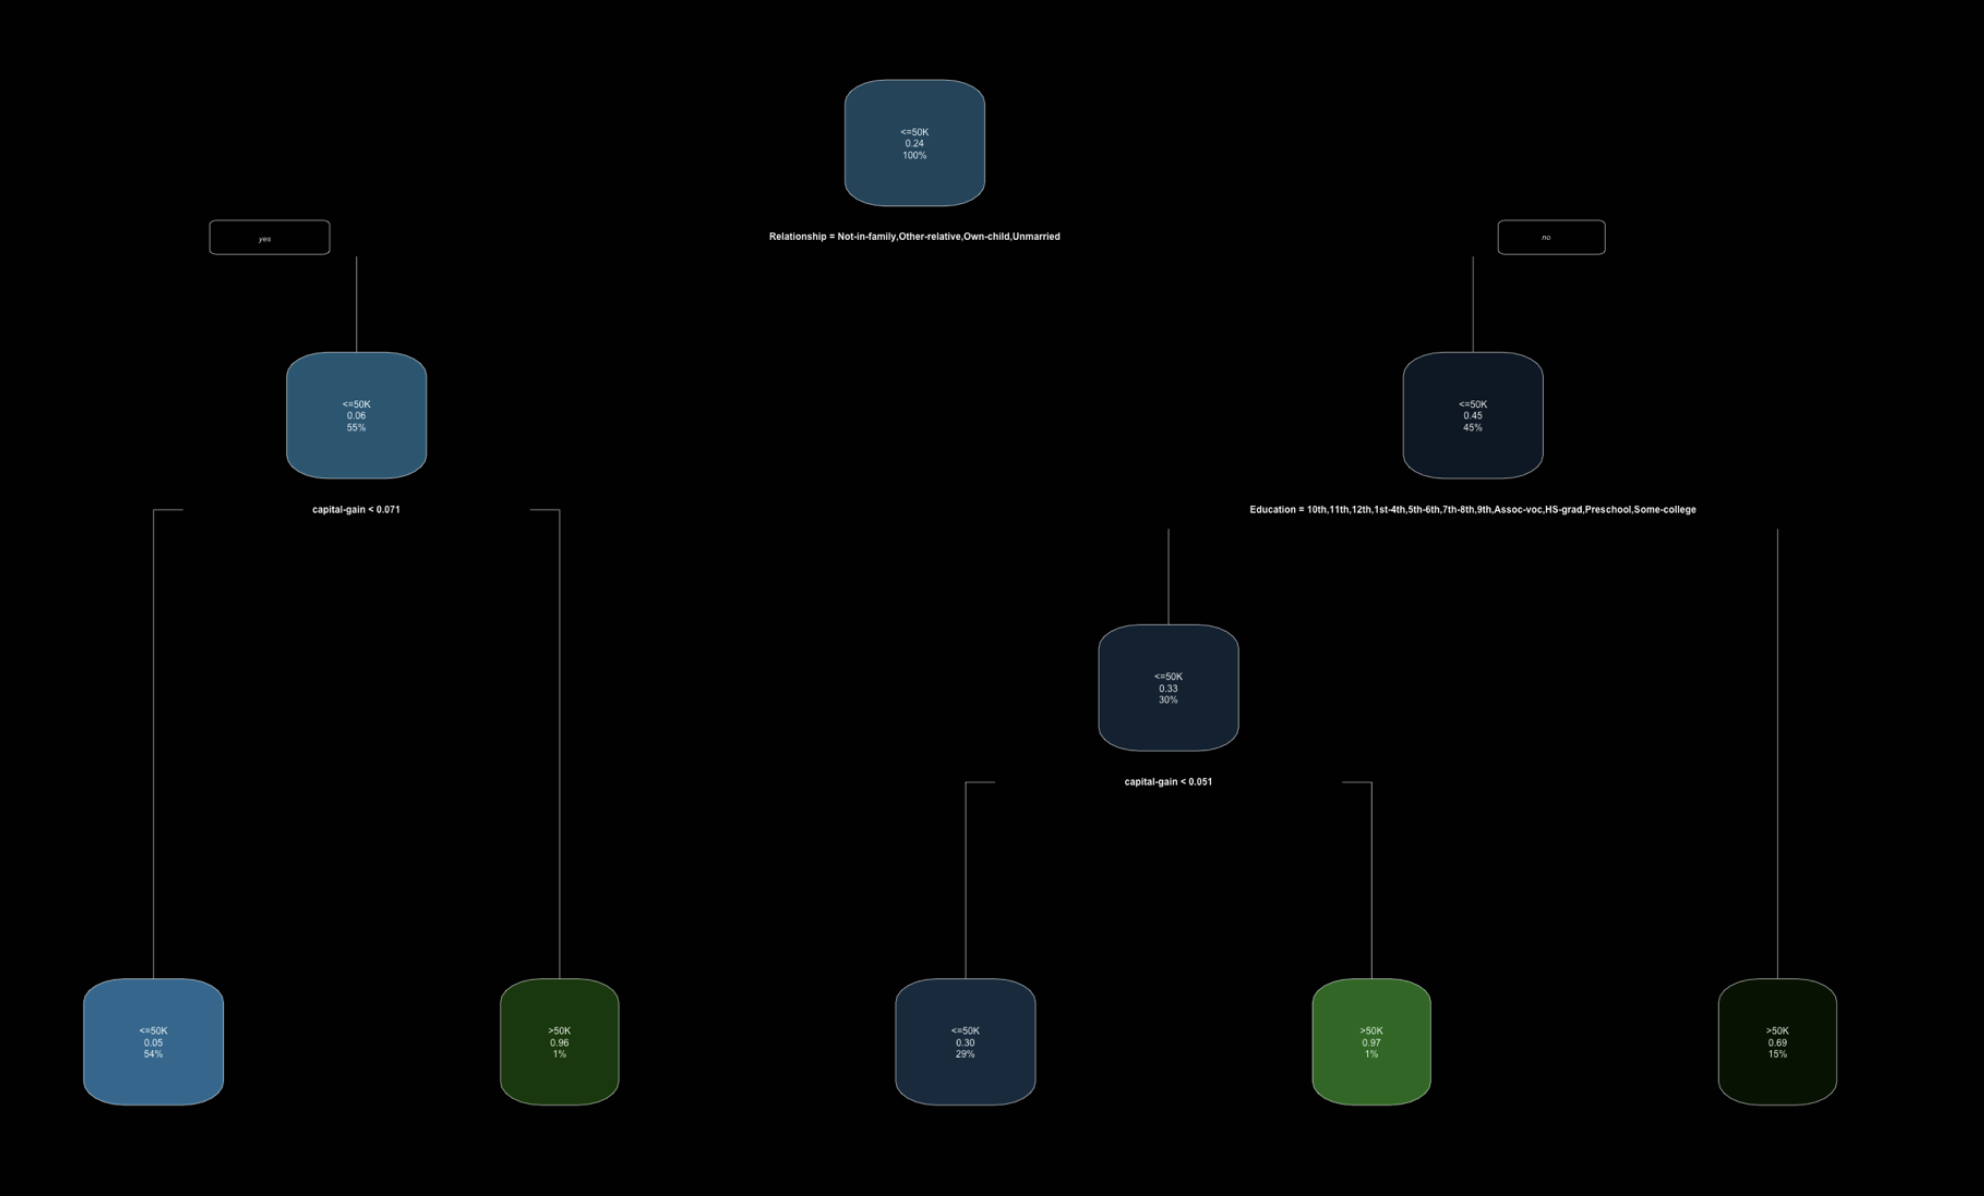 <=50K
0.24
100%
yes
Relationship = Not-in-family,Other-relative,Own-child,Unmarried
no
<=50K
0.06
55%
<=50K
0.45
45%
capital-gain < 0.071
Education = 10th,11th,12th,1st-4th,5th-6th,7th-8th,9th,Assoc-voc,HS-grad,Preschool,Some-college
<=50K
0.33
30%
capital-gain < 0.051
<=50K
0.05
54%
>50K
0.96
1%
<=50K
0.30
29%
>50K
0.97
1%
>50K
0.69
15%